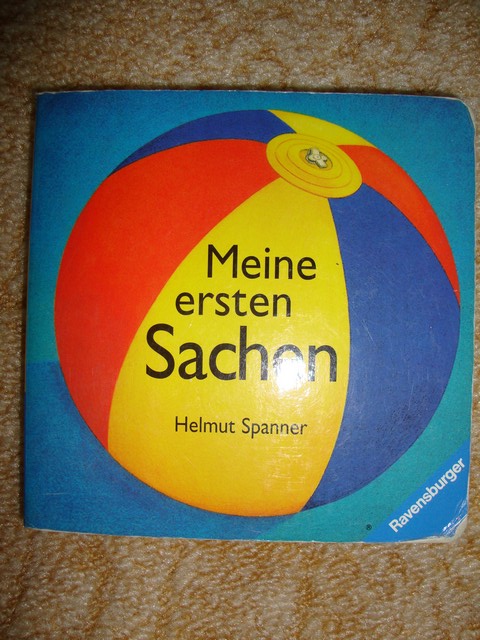 Meine
ersten
Sachen
Helmut Spanner
Ravensburger
®